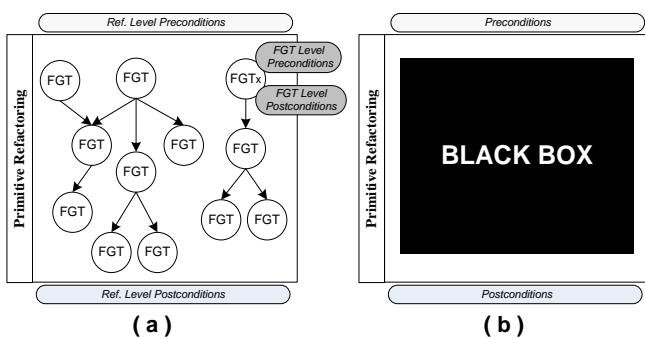 Ref. Level Preconditions
Primitive Refactoring
FGT
FGT
FGTx
FGT Level
Preconditions
FGT Level
Postconditions
FGT
FGT
FGT
FGT
FGT
FGT
FGT
FGT
FGT
FGT
Ref. Level Postconditions
( a )
Preconditions
Primitive Refactoring
BLACK BOX
Postconditions
( b )